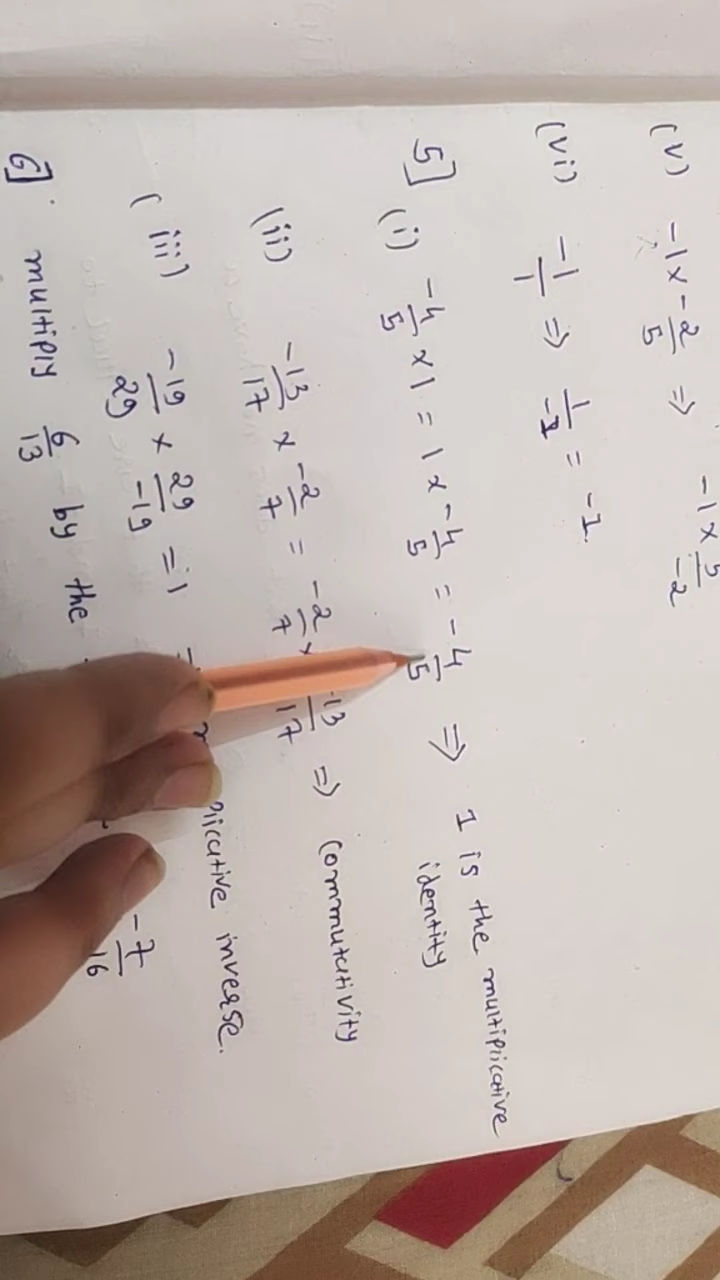 (v) -1 × -2/5 ⇒ -1 × 5/-2
(vi) -1/1 ⇒ 1/-1 = -1.
5] (i) -4/5 × 1 = 1 × -4/5 = -4/5 ⇒ 1 is the multiplicative
identity
(ii) -13/17 × -2/7 = -2/7 × -13/17 ⇒ Commutativity
(iii) -19/29 × 29/-19 = 1 inverse.
6] multiply 6/13 by the -7/16